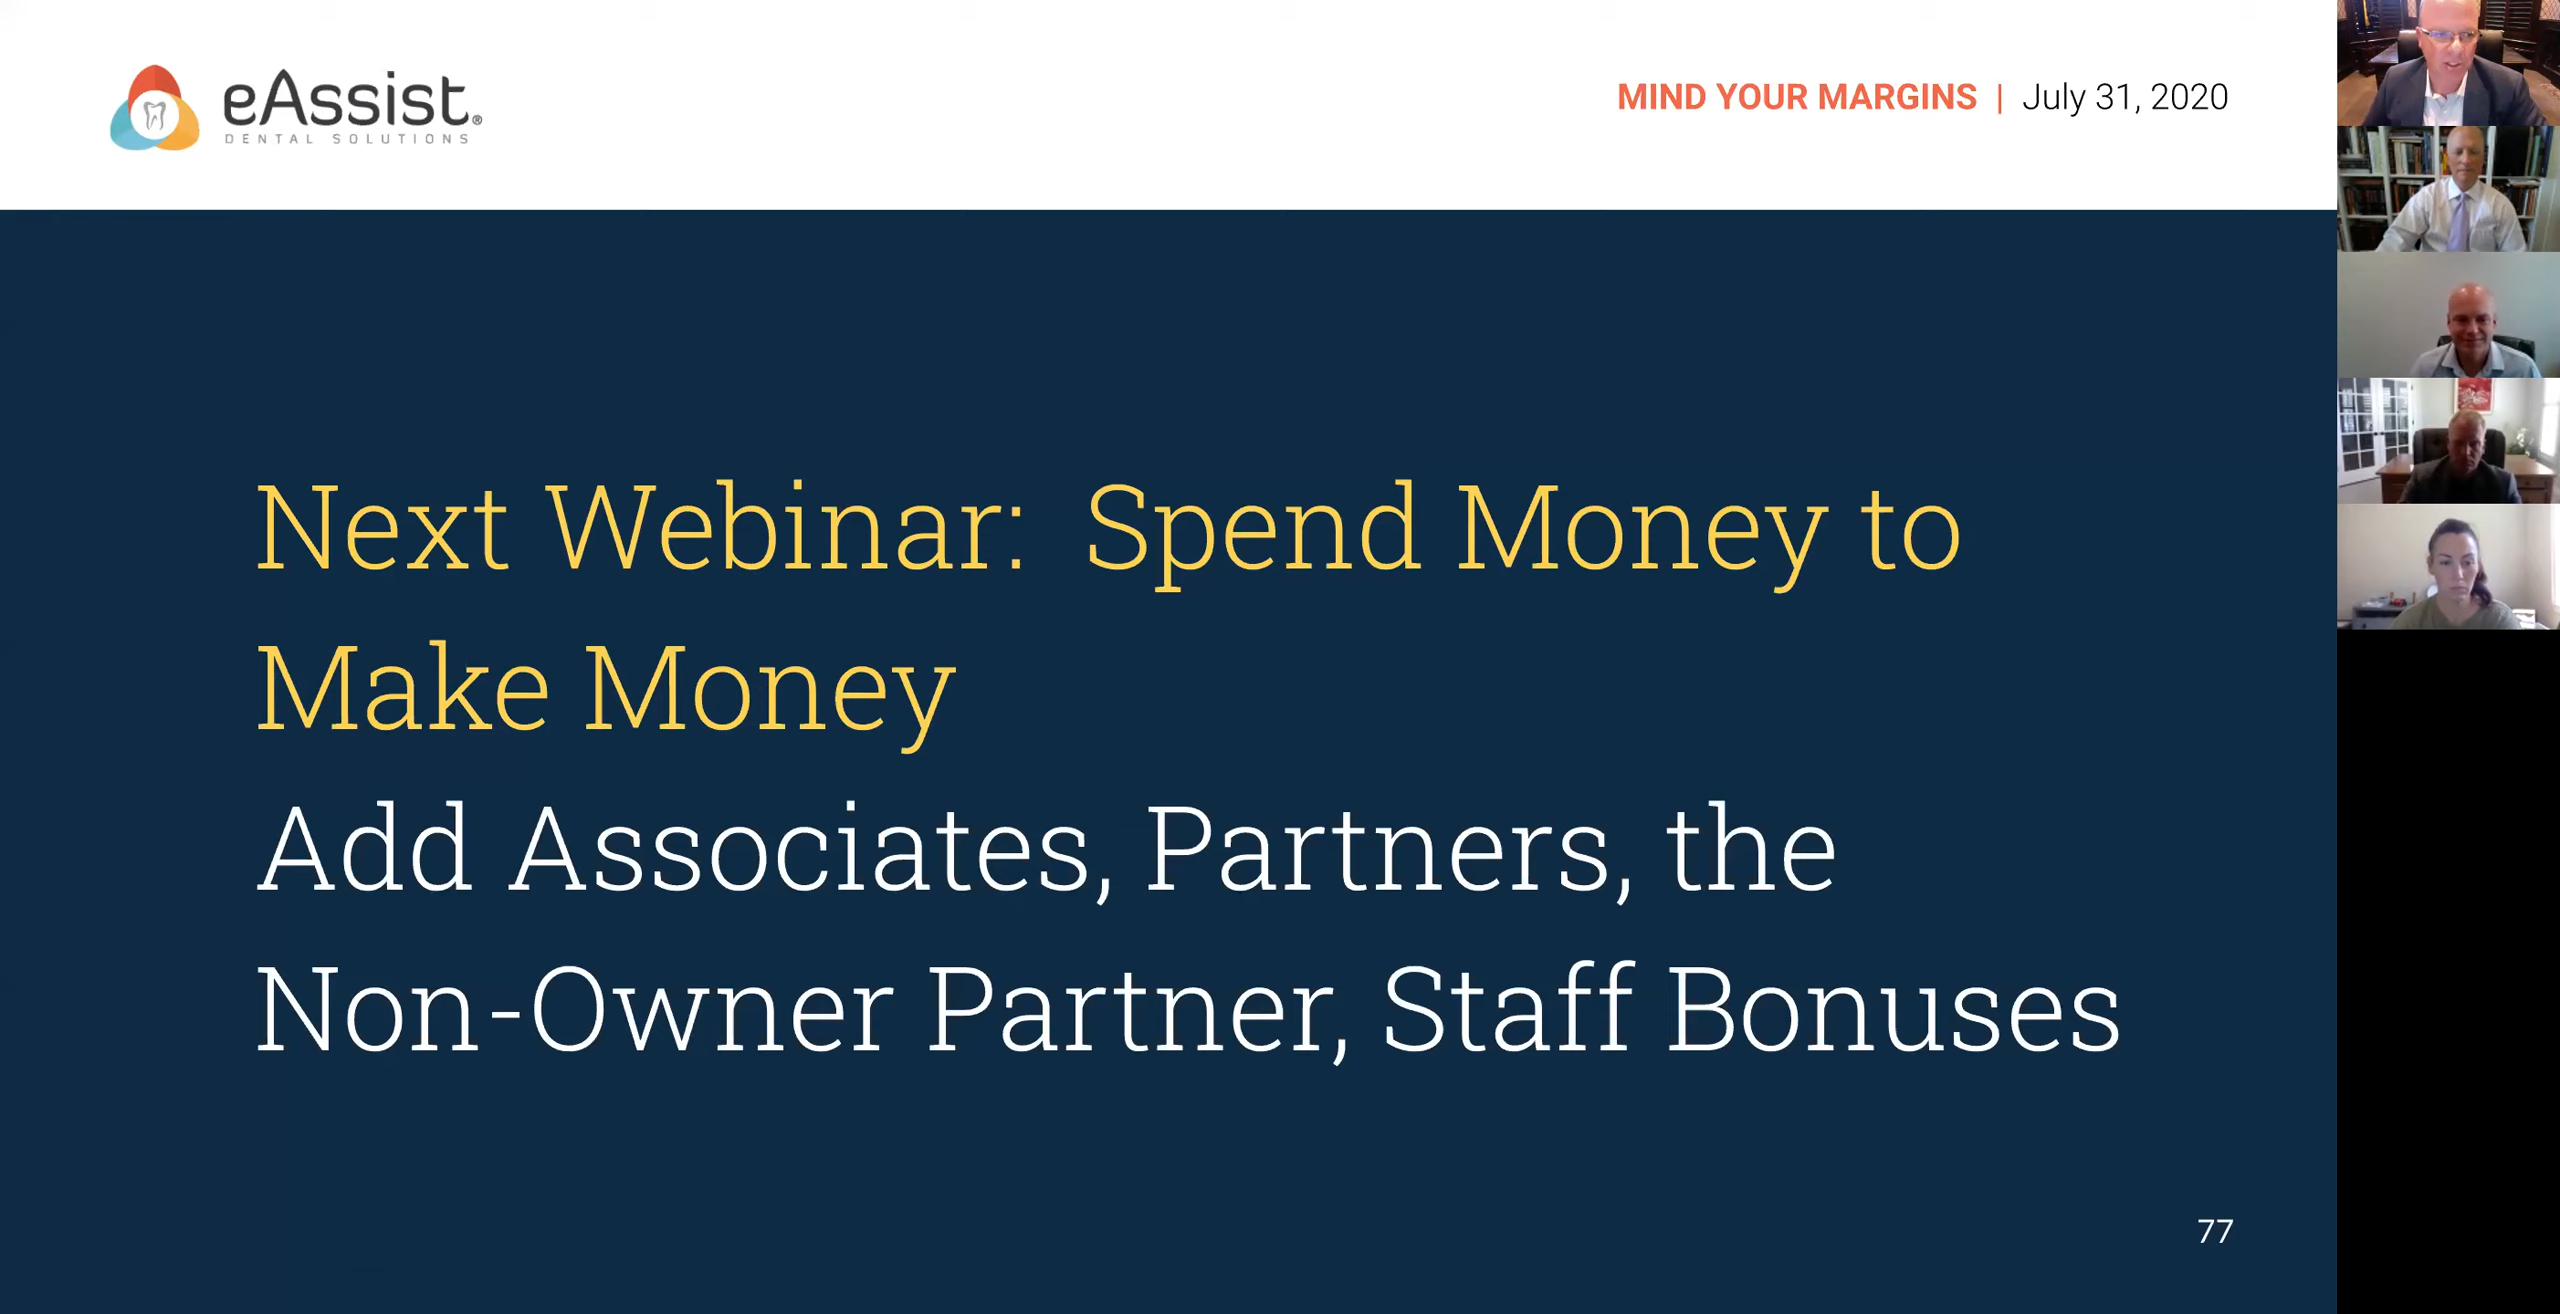 eAssist®
DENTAL SOLUTIONS
MIND YOUR MARGINS | July 31, 2020
Next Webinar: Spend Money to
Make Money
Add Associates, Partners, the
Non-Owner Partner, Staff Bonuses
77